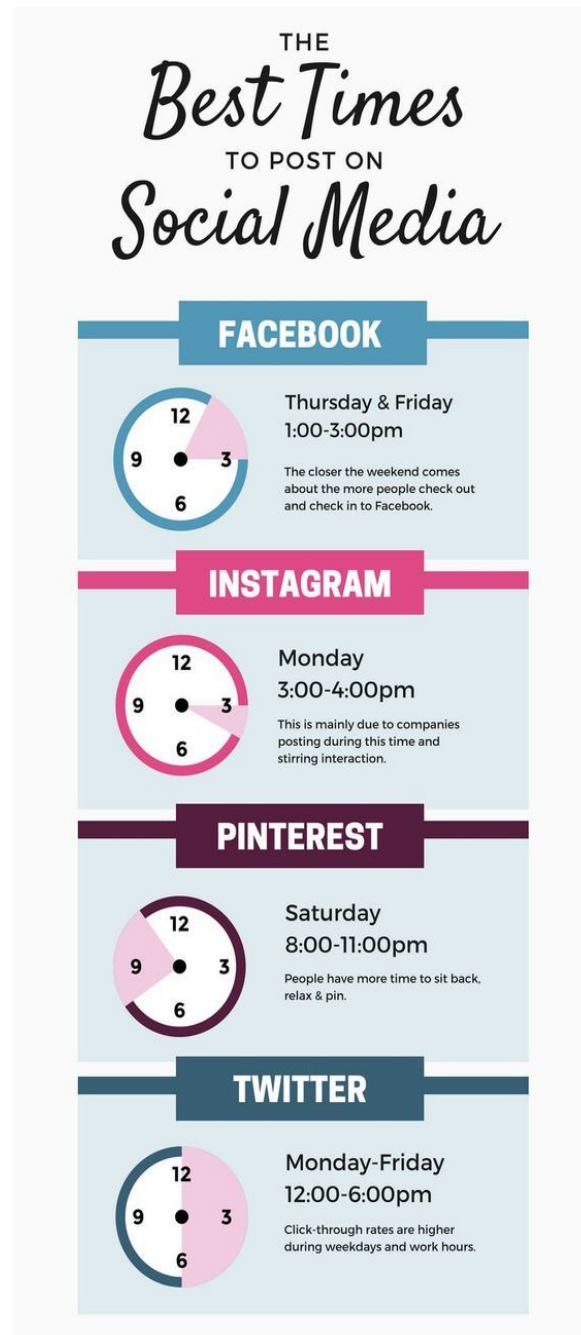 THE
Best Times
TO POST ON
Social Media
FACEBOOK
12
9
3
6
Thursday & Friday
1:00-3:00pm
The closer the weekend comes
about the more people check out
and check in to Facebook.
INSTAGRAM
12
9
3
6
Monday
3:00-4:00pm
This is mainly due to companies
posting during this time and
stirring interaction.
PINTEREST
12
9
3
6
Saturday
8:00-11:00pm
People have more time to sit back,
relax & pin.
TWITTER
12
9
3
6
Monday-Friday
12:00-6:00pm
Click-through rates are higher
during weekdays and work hours.